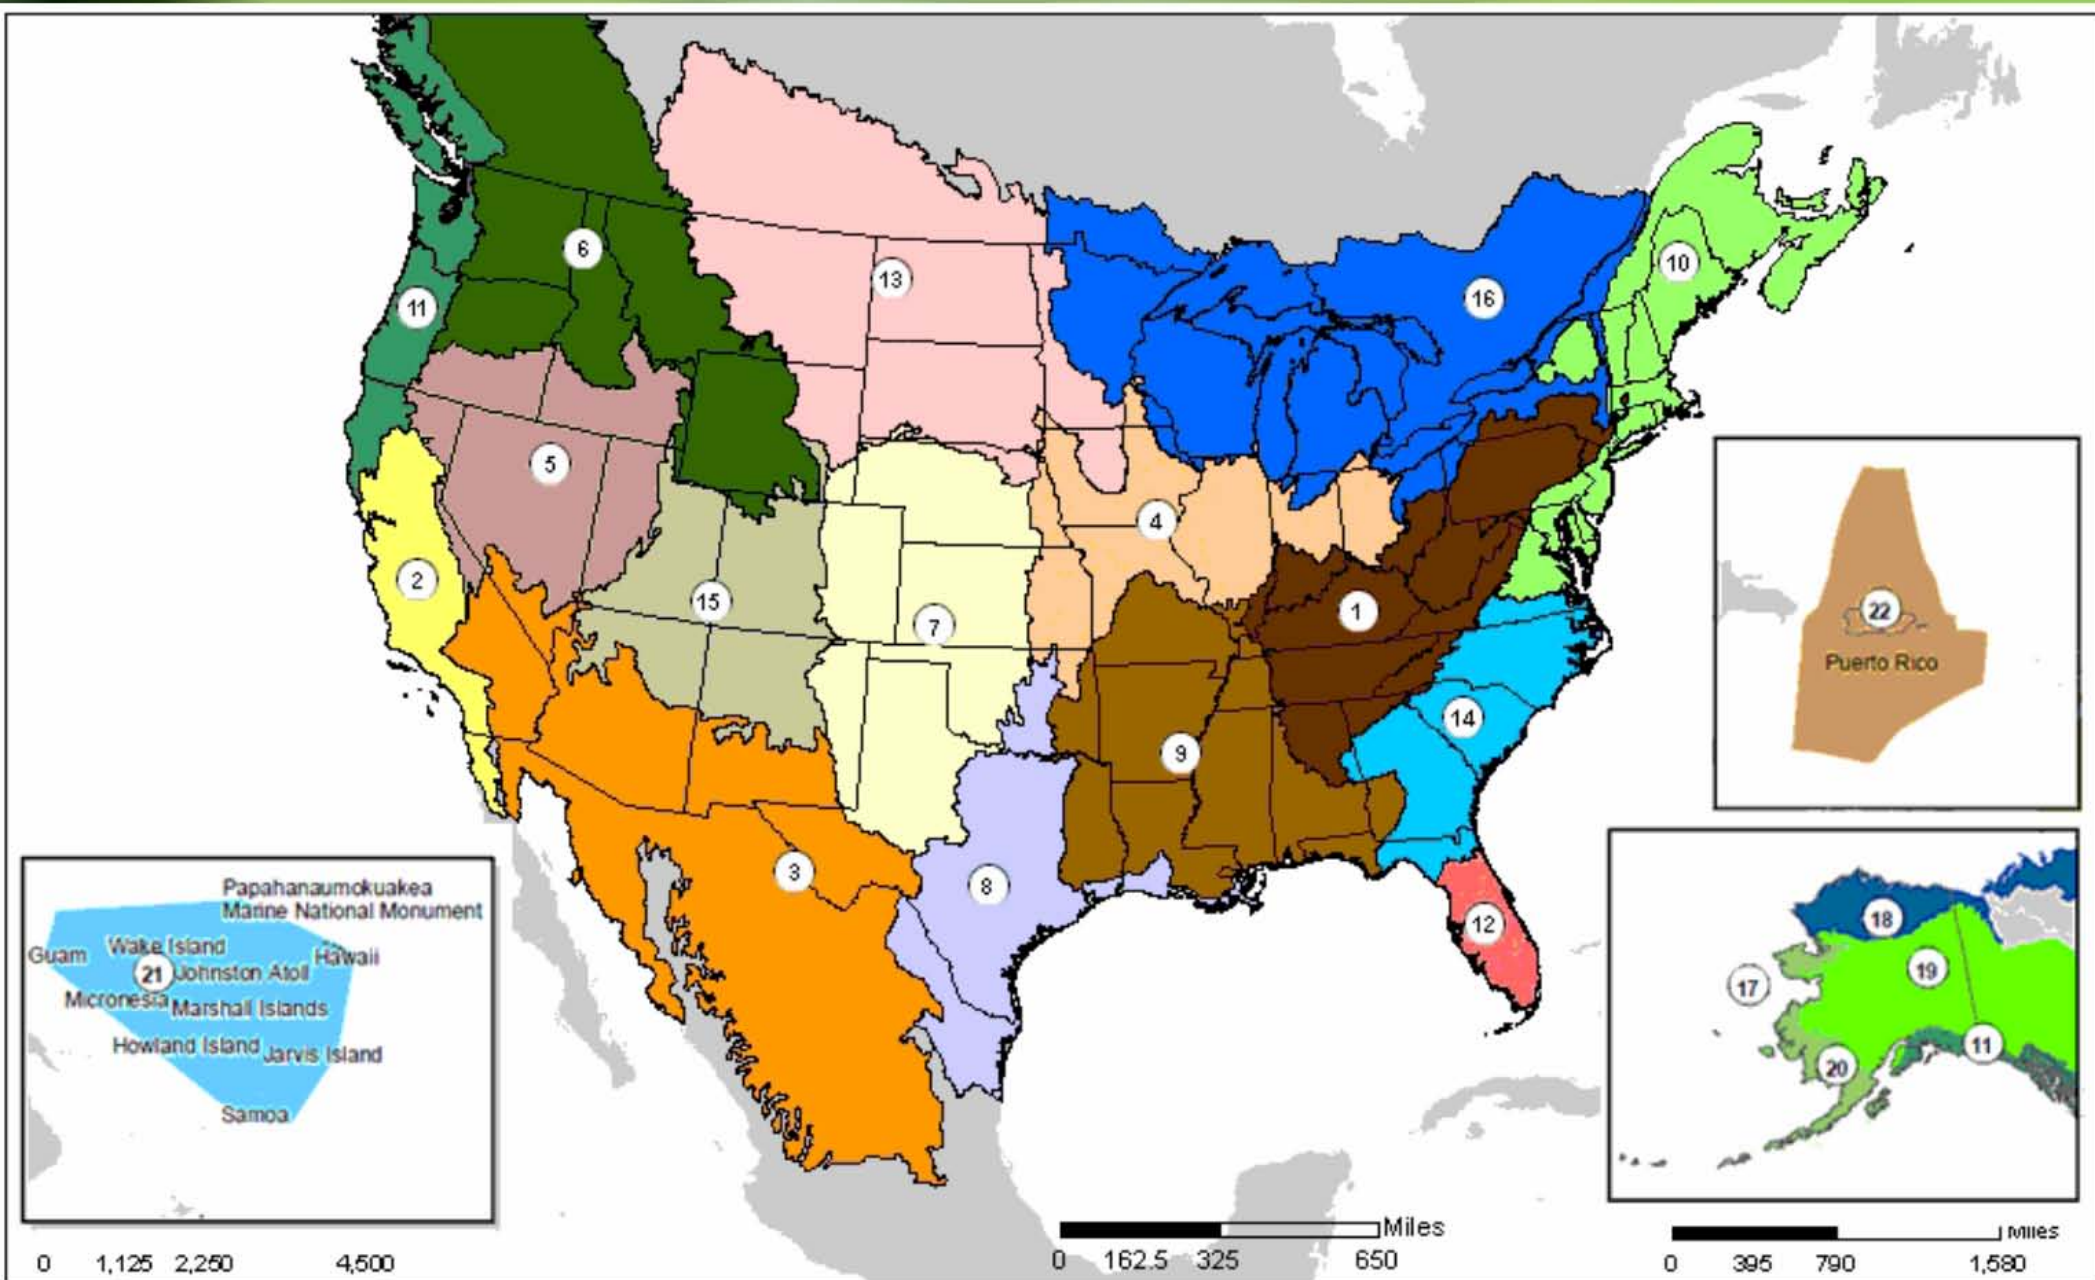 6
13
10
11
16
5
4
2
15
7
1
22
Puerto Rico
14
9
3
8
12
Papahanaumokuakea
Marine National Monument
Guam
Wake Island
Hawaii
21
Johnston Atoll
Micronesia
Marshall Islands
Howland Island
Jarvis Island
Samoa
18
19
17
11
20
0 1,125 2,250 4,500
Miles
0 162.5 325 650
Miles
0 395 790 1,580